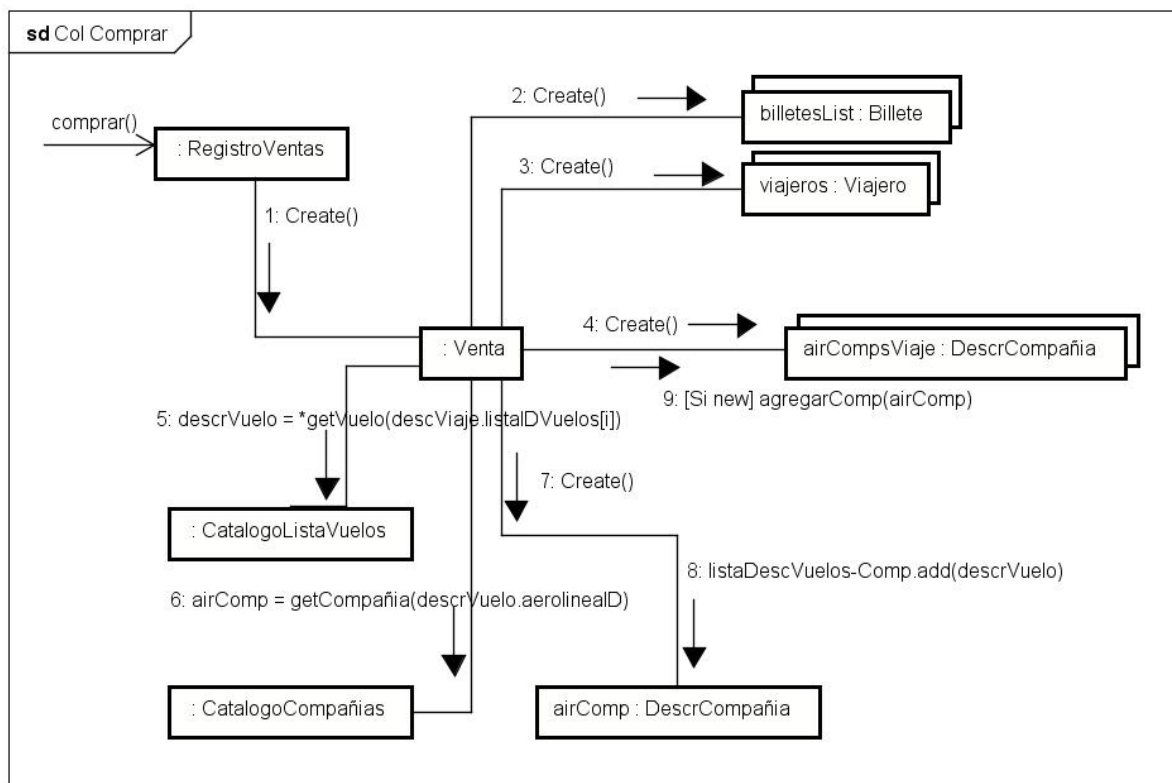 sd Col Comprar
comprar()
: RegistroVentas
1: Create()
2: Create()
billetesList : Billete
3: Create()
viajeros : Viajero
: Venta
4: Create()
airCompsViaje : DescrCompañia
9: [Si new] agregarComp(airComp)
5: descrVuelo = *getVuelo(descViaje.listaIDVuelos[i])
: CatalogoListaVuelos
7: Create()
8: listaDescVuelos-Comp.add(descrVuelo)
6: airComp = getCompañia(descrVuelo.aerolineaID)
: CatalogoCompañias
airComp : DescrCompañia